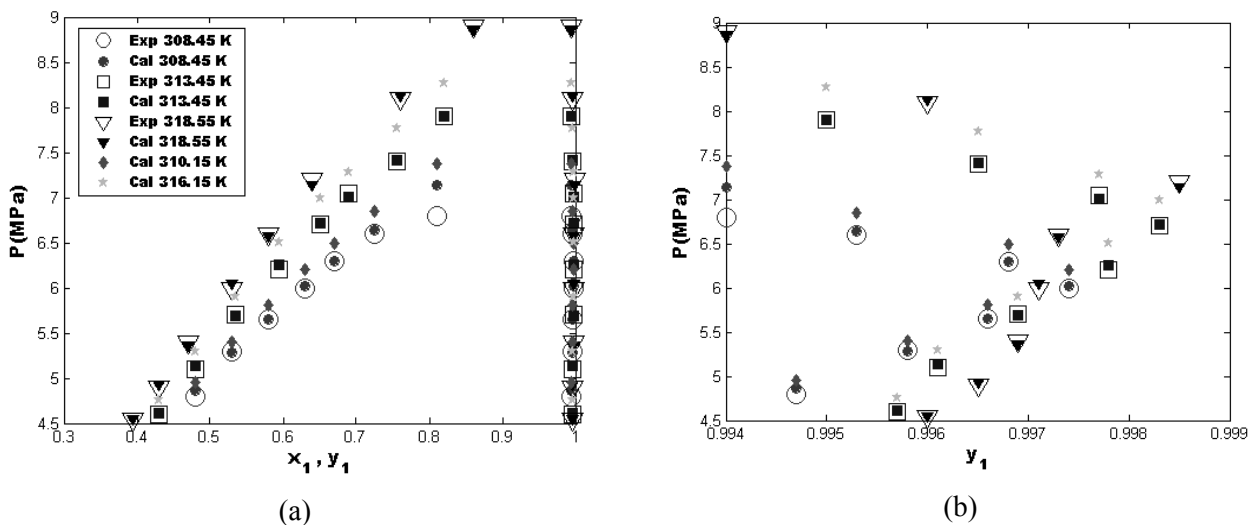 9
8.5
8
7.5
7
6.5
6
5.5
5
4.5
P(MPa)
Exp 308.45 K
Cal 308.45 K
Exp 313.45 K
Cal 313.45 K
Exp 318.55 K
Cal 318.55 K
Cal 310.15 K
Cal 316.15 K
0.3 0.4 0.5 0.6 0.7 0.8 0.9 1
x1 , y1
(a)
9
8.5
8
7.5
7
6.5
6
5.5
5
4.5
P(MPa)
0.994 0.995 0.996 0.997 0.998 0.999
y1
(b)